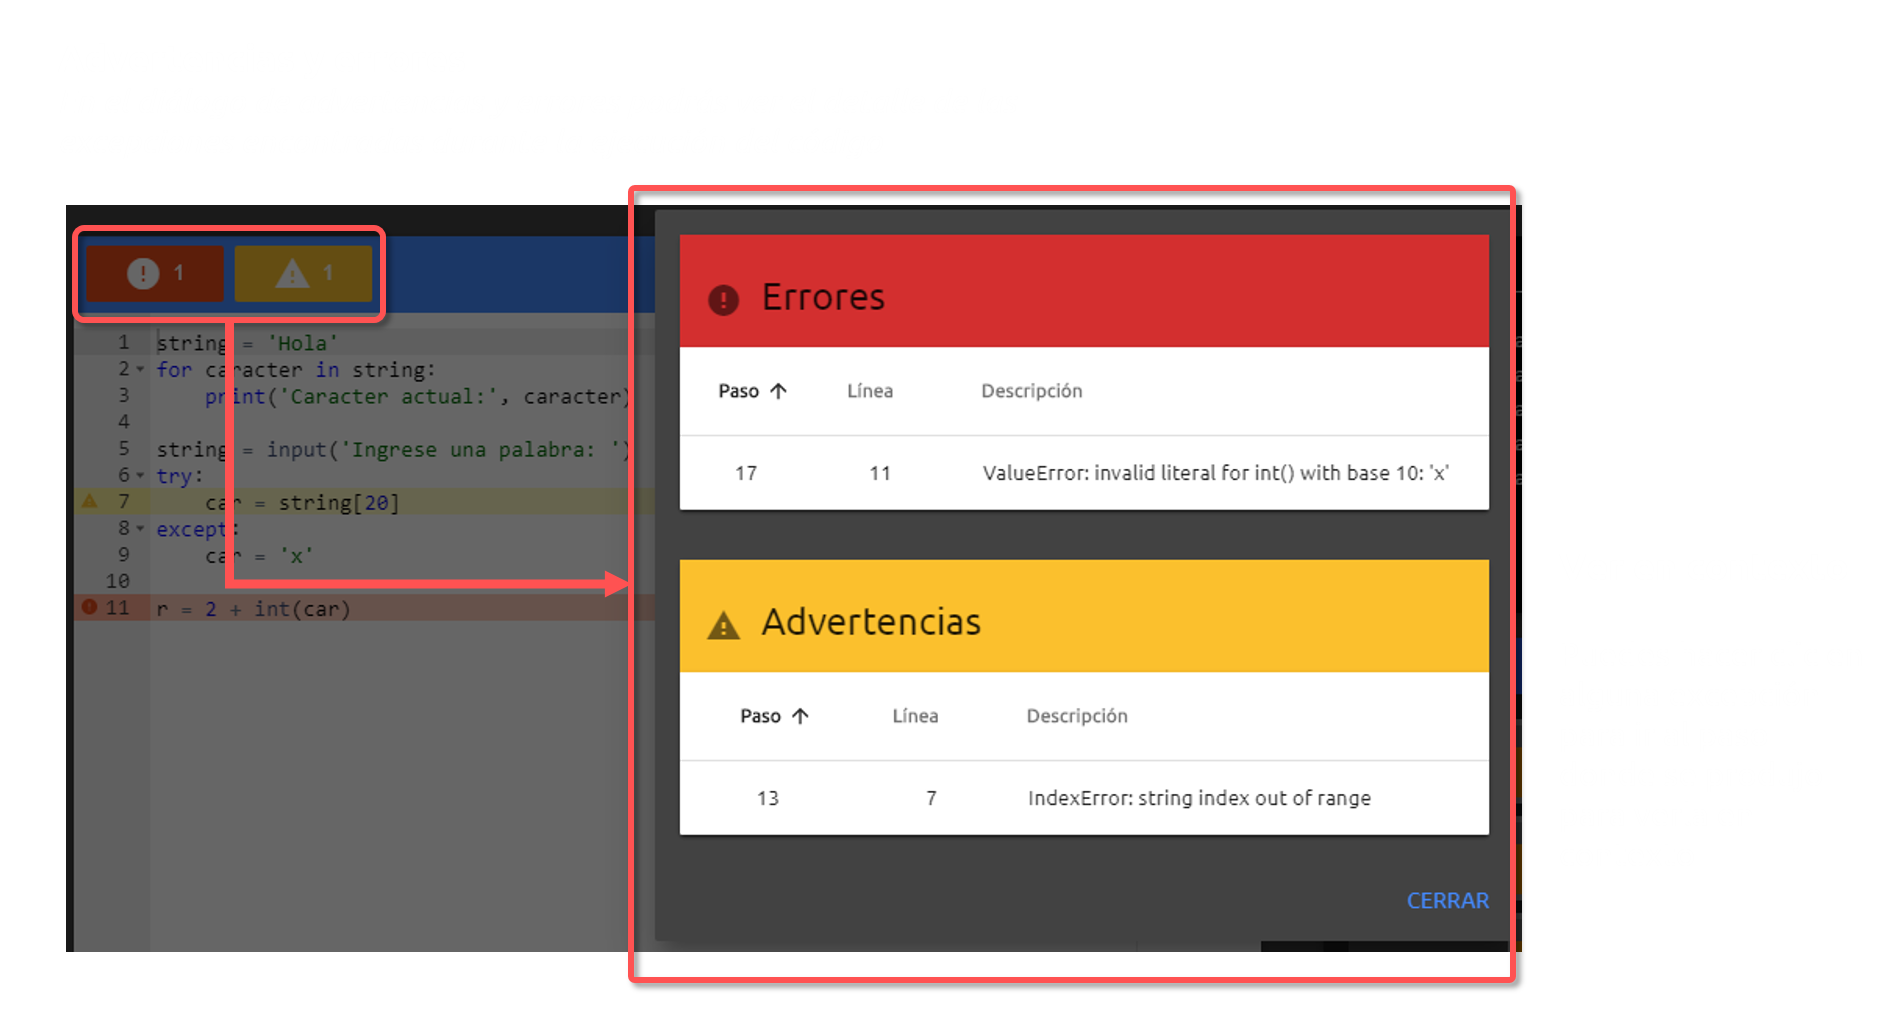 1
1
1 string = 'Hola'
2 for caracter in string:
3 print('Caracter actual:', caracter)
4
5 string = input('Ingrese una palabra: ')
6 try:
7 car = string[20]
8 except:
9 car = 'x'
10
11 r = 2 + int(car)
Errores
Paso Línea Descripción
17 11 ValueError: invalid literal for int() with base 10: 'x'
Advertencias
Paso Línea Descripción
13 7 IndexError: string index out of range
CERRAR